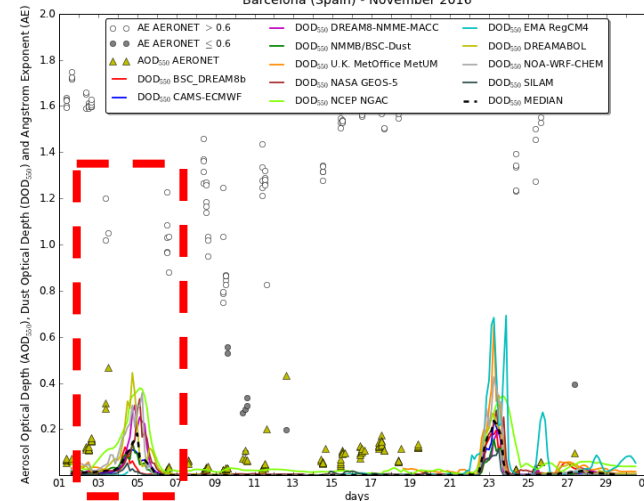 Barcelona (Spain) - November 2016
Aerosol Optical Depth (AOD₅₅₀), Dust Optical Depth (DOD₅₅₀) and Angstrom Exponent (AE)
2.0
1.8
1.6
1.4
1.2
1.0
0.8
0.6
0.4
0.2
AE AERONET > 0.6
AE AERONET ≤ 0.6
AOD₅₅₀ AERONET
DOD₅₅₀ BSC_DREAM8b
DOD₅₅₀ CAMS-ECMWF
DOD₅₅₀ DREAM8-NMME-MACC
DOD₅₅₀ NMMB/BSC-Dust
DOD₅₅₀ U.K. MetOffice MetUM
DOD₅₅₀ NASA GEOS-5
DOD₅₅₀ NCEP NGAC
DOD₅₅₀ EMA RegCM4
DOD₅₅₀ DREAMABOL
DOD₅₅₀ NOA-WRF-CHEM
DOD₅₅₀ SILAM
DOD₅₅₀ MEDIAN
01 03 05 07 09 11 13 15 17 19 21 23 25 27 29
days